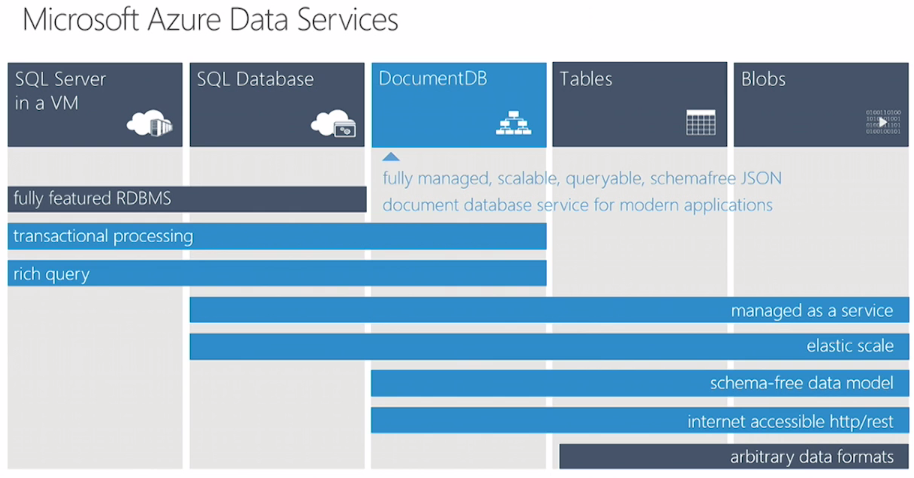 Microsoft Azure Data Services
SQL Server
in a VM
SQL Database
DocumentDB
Tables
Blobs
fully managed, scalable, queryable, schemafree JSON
document database service for modern applications
fully featured RDBMS
transactional processing
rich query
managed as a service
elastic scale
schema-free data model
internet accessible http/rest
arbitrary data formats